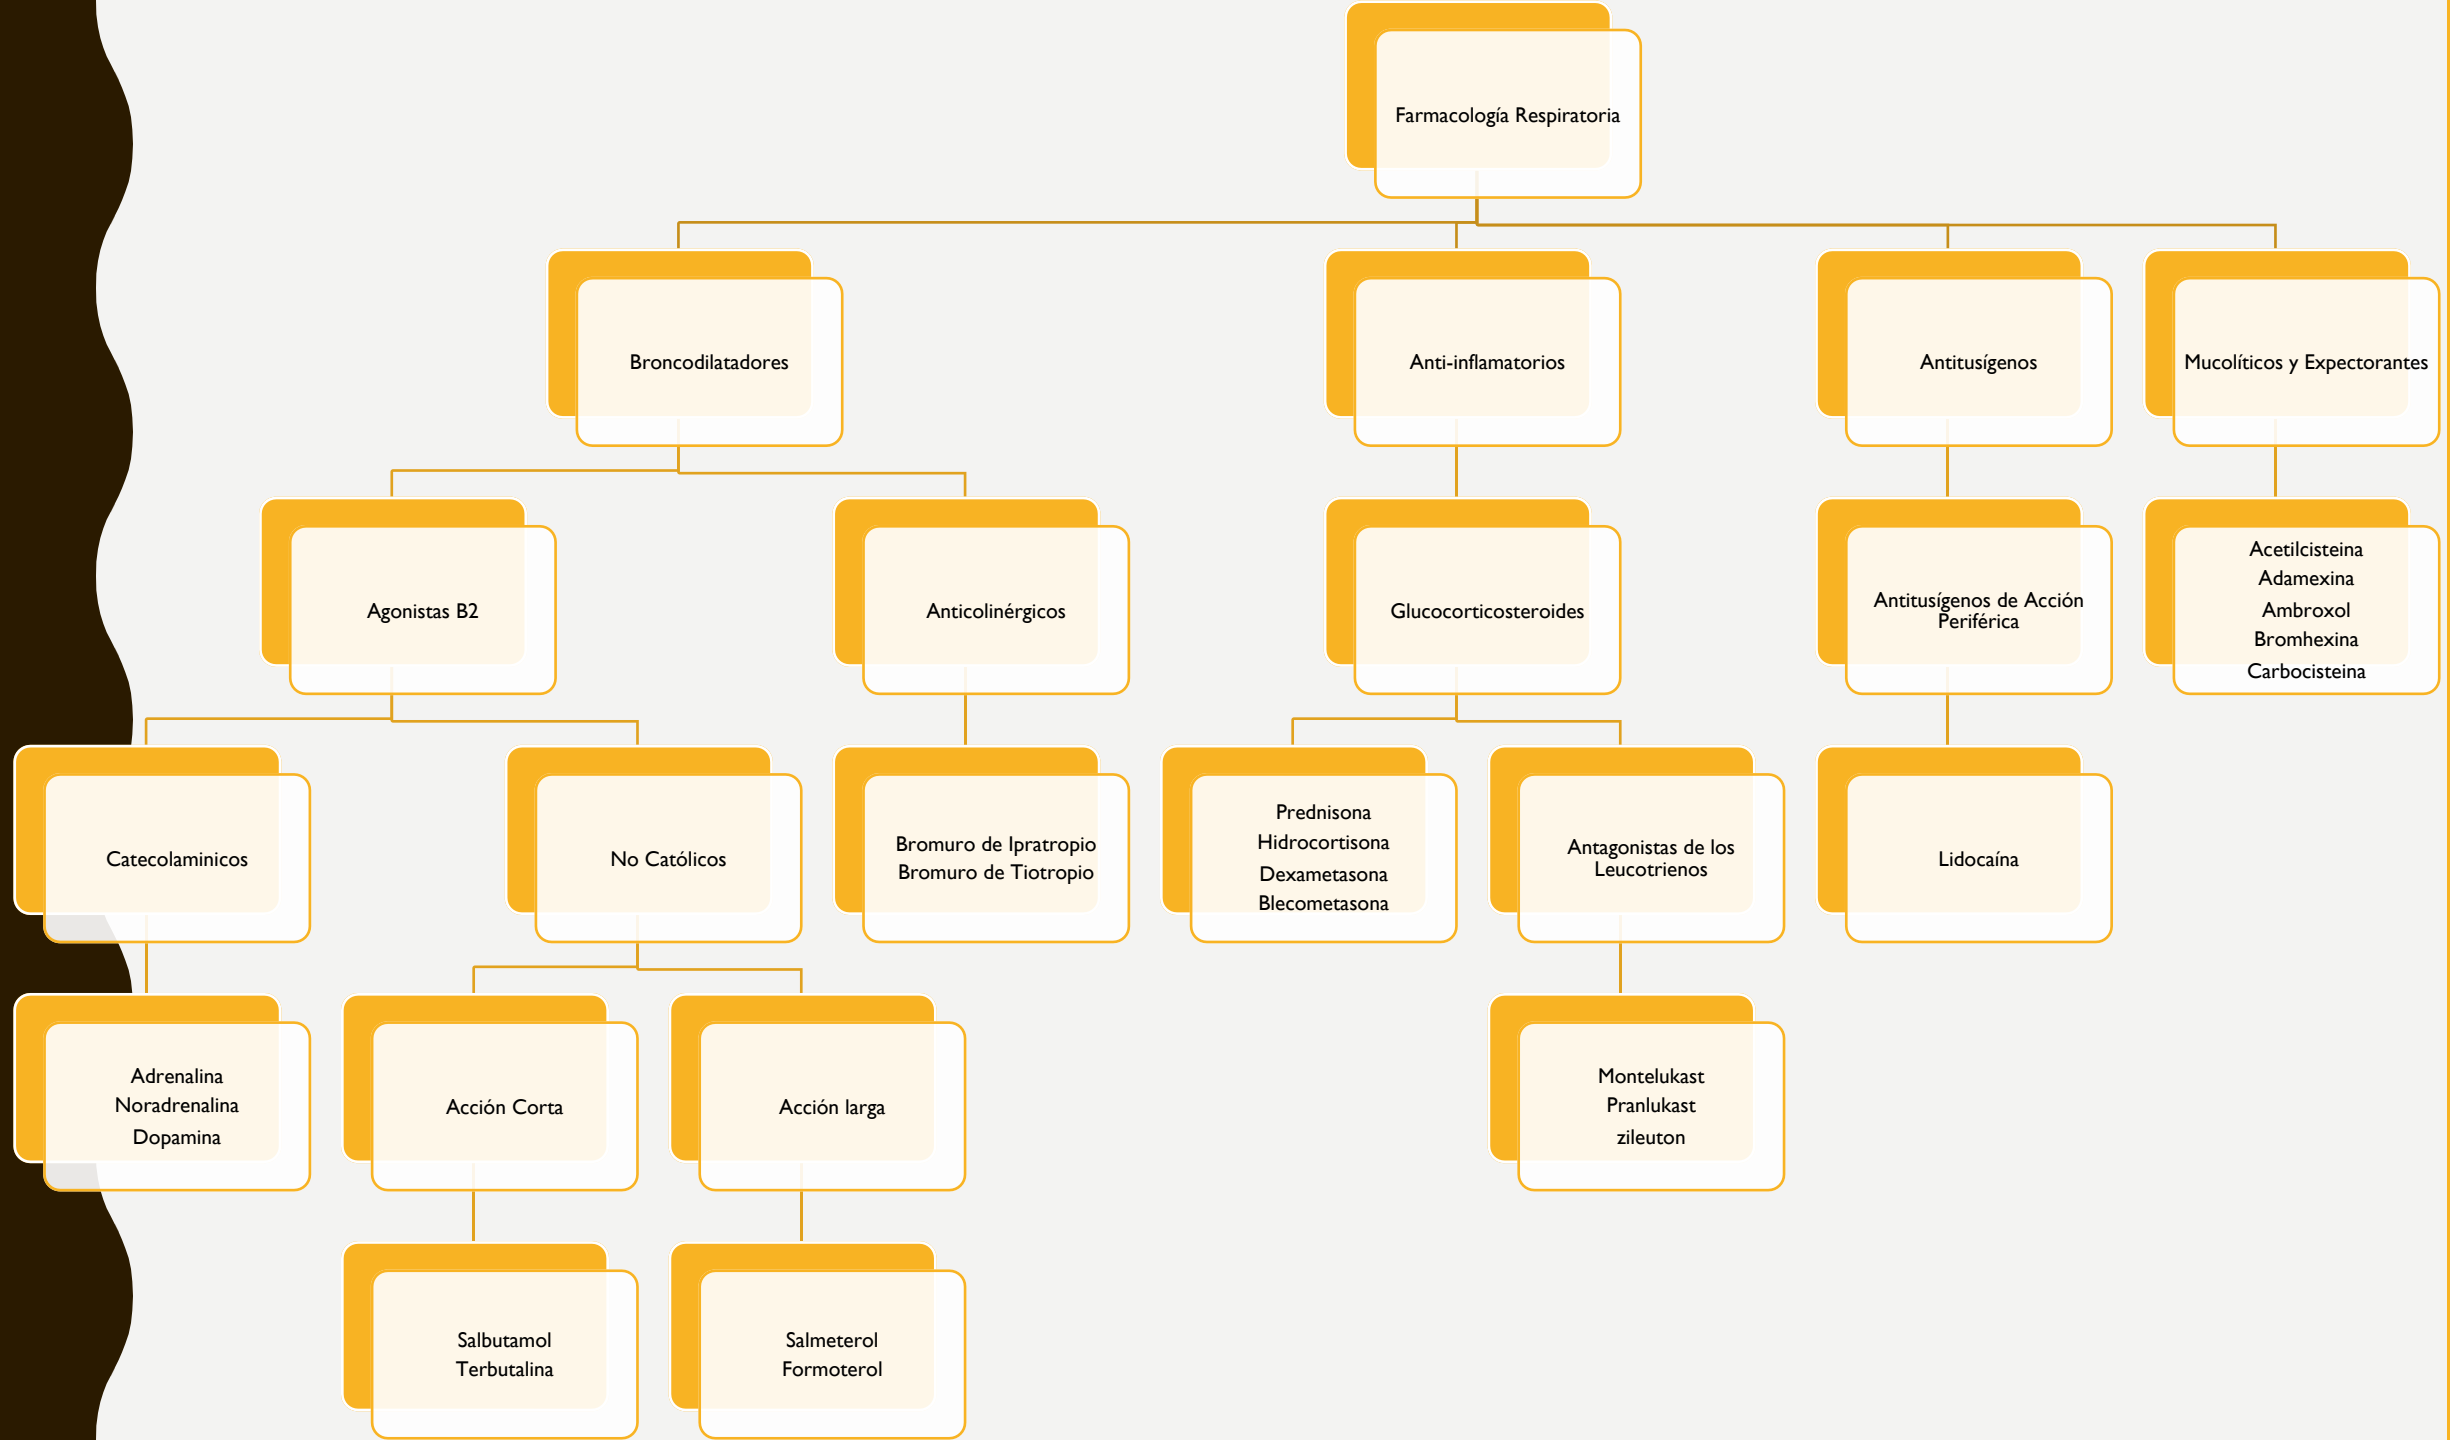 Farmacología Respiratoria
Broncodilatadores
Anti-inflamatorios
Antitusígenos
Mucolíticos y Expectorantes
Agonistas B2
Anticolinérgicos
Glucocorticosteroides
Antitusígenos de Acción
Periférica
Acetilcisteina
Adamexina
Ambroxol
Bromhexina
Carbocisteina
Catecolaminicos
No Católicos
Bromuro de Ipratropio
Bromuro de Tiotropio
Prednisona
Hidrocortisona
Dexametasona
Blecometasona
Antagonistas de los
Leucotrienos
Lidocaína
Adrenalina
Noradrenalina
Dopamina
Acción Corta
Acción larga
Montelukast
Pranlukast
zileuton
Salbutamol
Terbutalina
Salmeterol
Formoterol